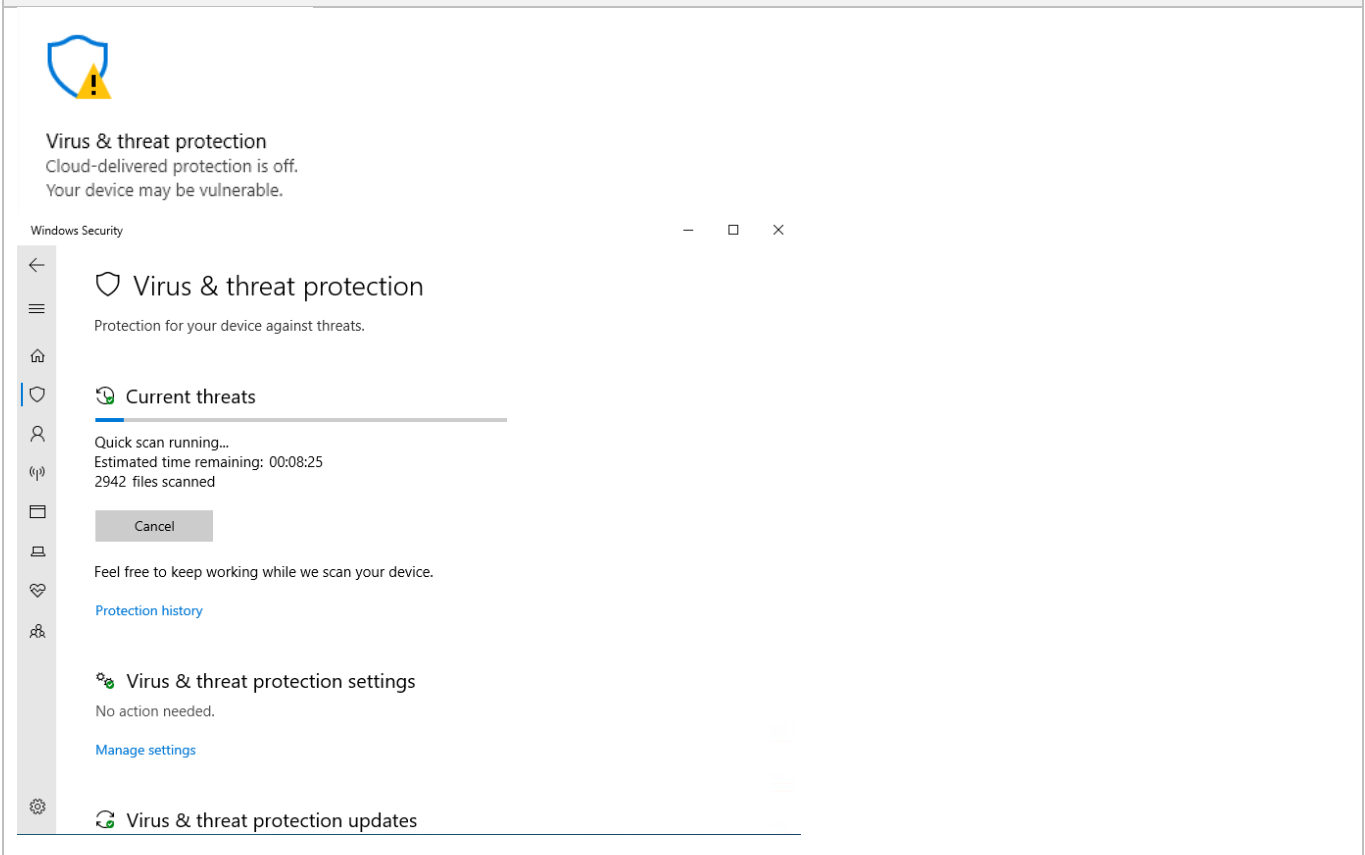 Virus & threat protection
Cloud-delivered protection is off.
Your device may be vulnerable.
Windows Security
Virus & threat protection
Protection for your device against threats.
Current threats
Quick scan running...
Estimated time remaining: 00:08:25
2942 files scanned
Cancel
Feel free to keep working while we scan your device.
Protection history
Virus & threat protection settings
No action needed.
Manage settings
Virus & threat protection updates